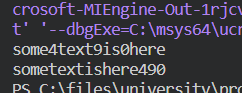 crosoft-MIEngine-Out-1rjcv
t' '--dbgExe=C:\msys64\ucr
some4text9is0here
sometextishere490
PS C:\files\university\pro